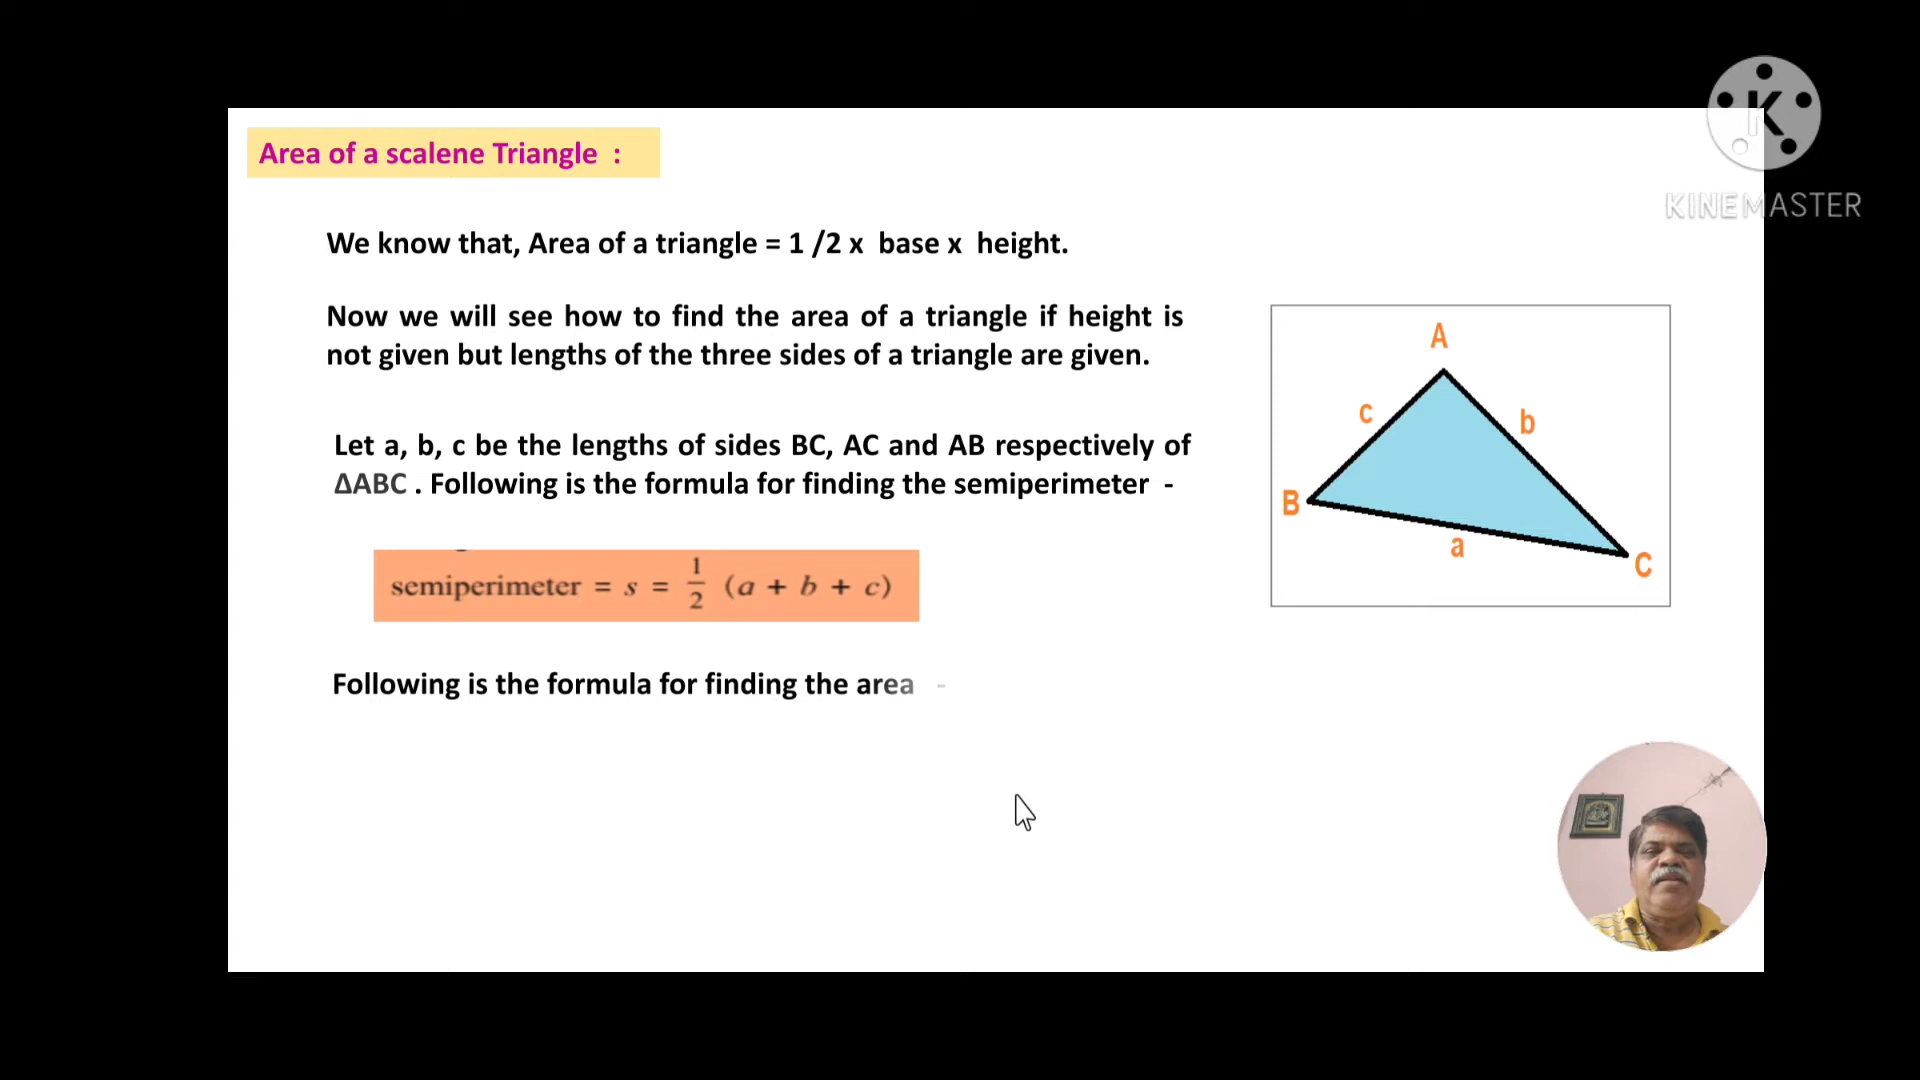 K
KINEMASTER
Area of a scalene Triangle :
We know that, Area of a triangle = 1 /2 x base x height.
Now we will see how to find the area of a triangle if height is
not given but lengths of the three sides of a triangle are given.
Let a, b, c be the lengths of sides BC, AC and AB respectively of
ΔABC . Following is the formula for finding the semiperimeter -
semiperimeter = s = 1/2 (a + b + c)
Following is the formula for finding the area -
A
c
b
B
a
C